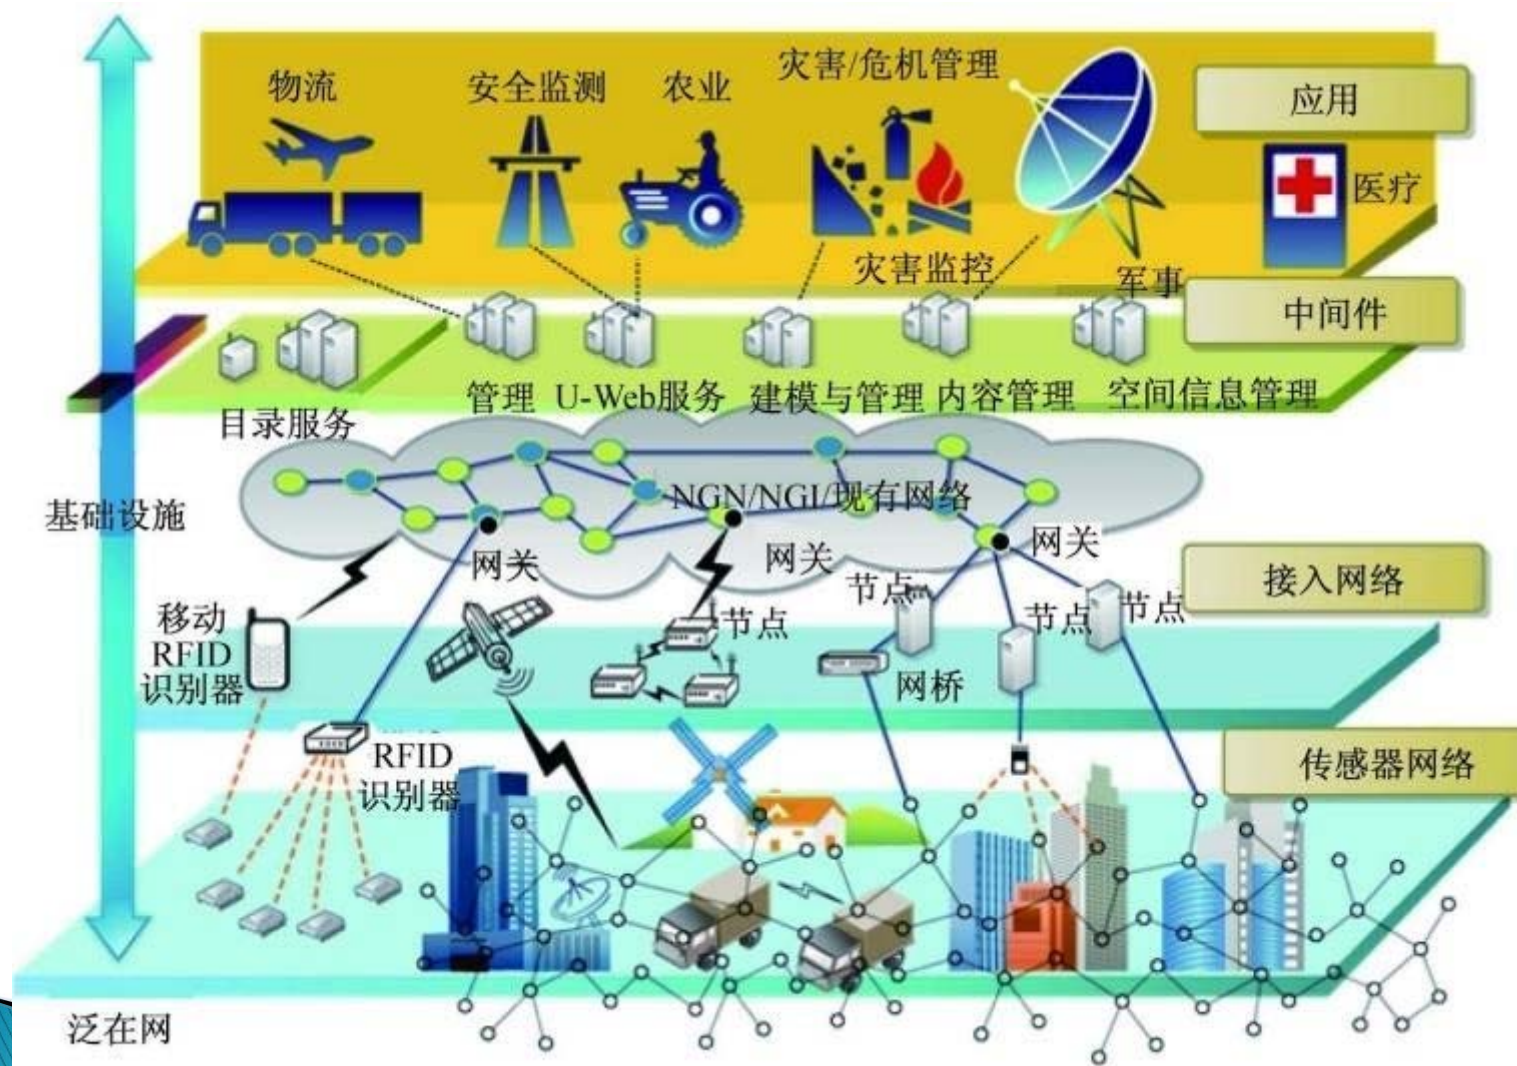 灾害/危机管理
物流
安全监测
农业
应用
医疗
灾害监控
军事
中间件
管理
U-Web服务
建模与管理
内容管理
空间信息管理
目录服务
NGN/NGI/现有网络
基础设施
网关
网关
网关
接入网络
节点
节点
节点
节点
移动
RFID
识别器
网桥
RFID
识别器
传感器网络
泛在网